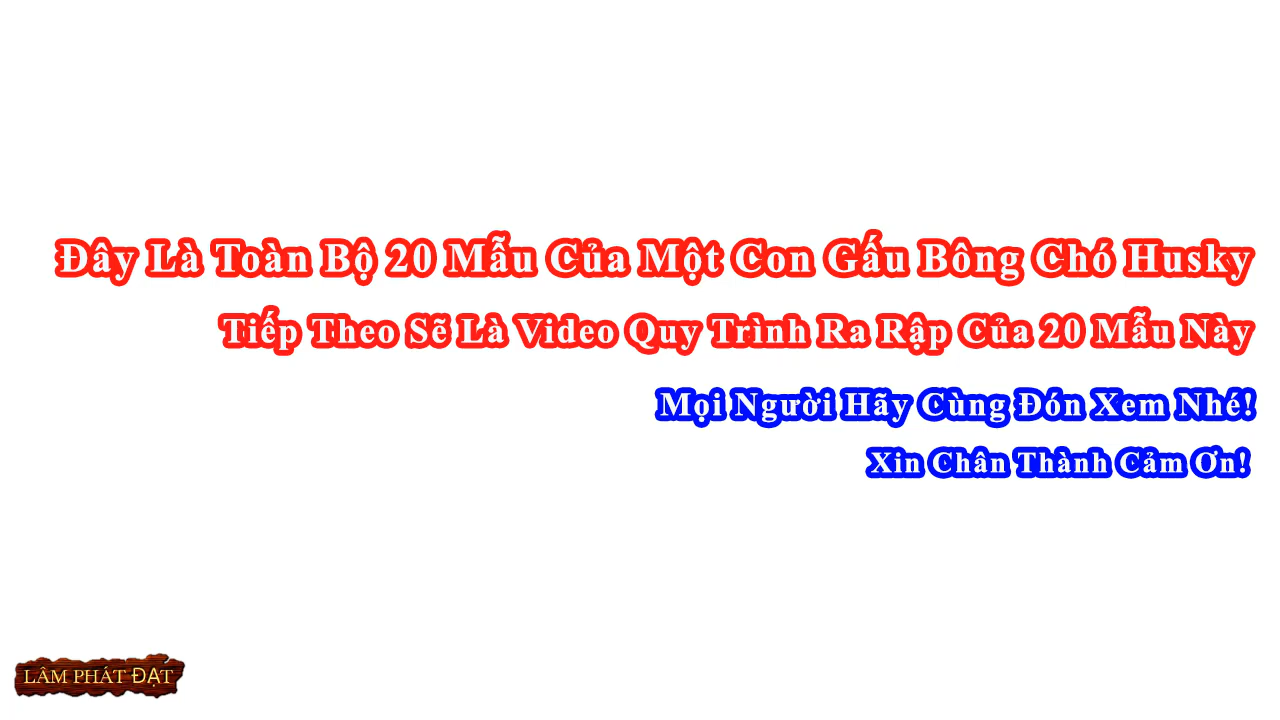 Đây Là Toàn Bộ 20 Mẫu Của Một Con Gấu Bông Chó Husky
Tiếp Theo Sẽ Là Video Quy Trình Ra Rập Của 20 Mẫu Này
Mọi Người Hãy Cùng Đón Xem Nhé!
Xin Chân Thành Cảm Ơn!
LÂM PHÁT ĐẠT